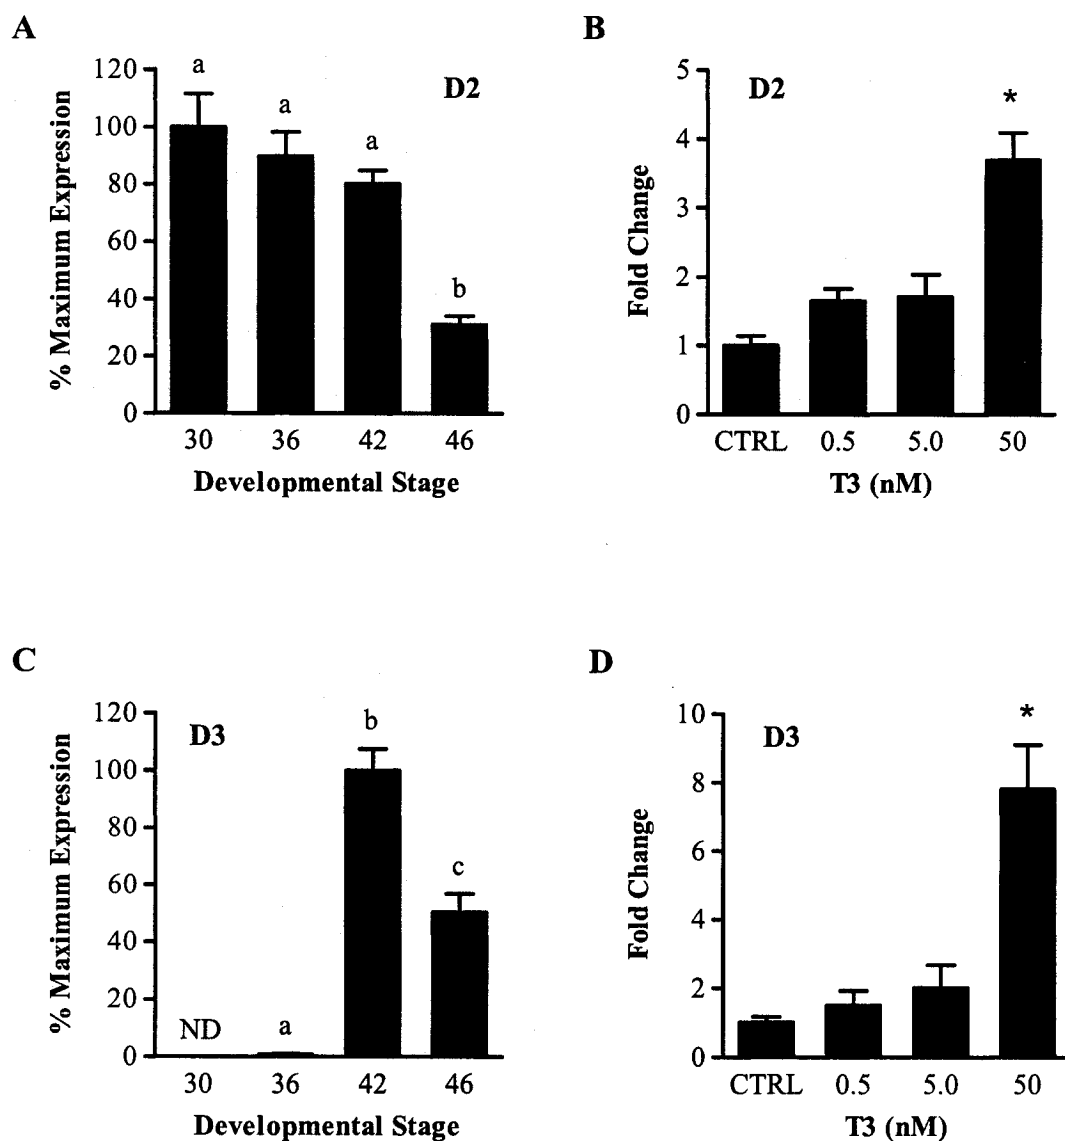 A
D2
% Maximum Expression
120
100
80
60
40
20
0
a
a
a
b
30 36 42 46
Developmental Stage
B
D2
Fold Change
5
4
3
2
1
0
*
CTRL 0.5 5.0 50
T3 (nM)
C
D3
% Maximum Expression
120
100
80
60
40
20
0
ND
a
b
c
30 36 42 46
Developmental Stage
D
D3
Fold Change
10
8
6
4
2
0
*
CTRL 0.5 5.0 50
T3 (nM)